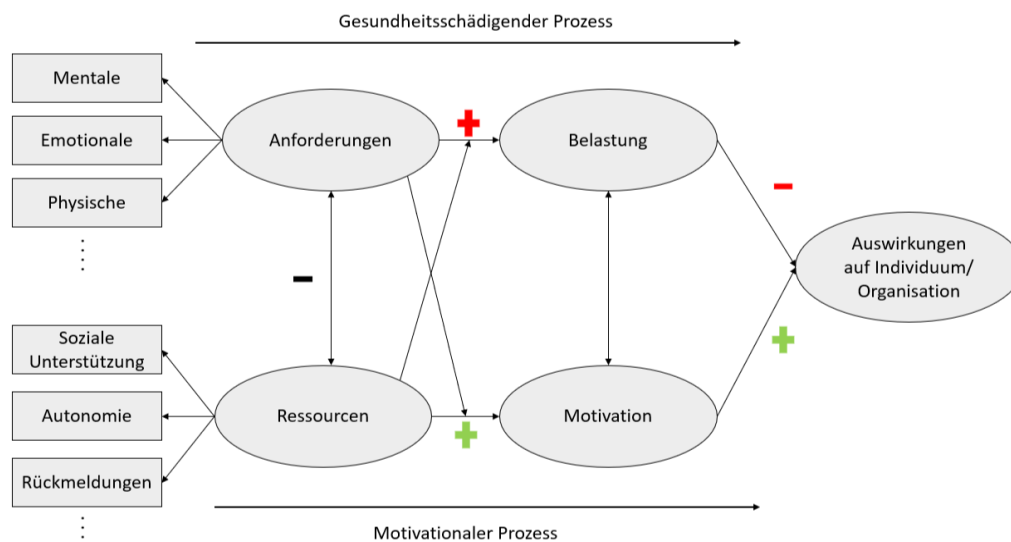 Gesundheitsschädigender Prozess
Mentale
Emotionale
Physische
Anforderungen
Belastung
Auswirkungen
auf Individuum/
Organisation
Soziale
Unterstützung
Autonomie
Rückmeldungen
Ressourcen
Motivation
Motivationaler Prozess